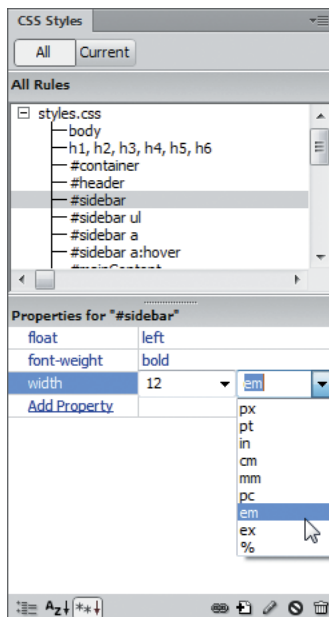 CSS Styles
All Current
All Rules
styles.css
body
h1, h2, h3, h4, h5, h6
#container
#header
#sidebar
#sidebar ul
#sidebar a
#sidebar a:hover
#mainContent
Properties for "#sidebar"
float left
font-weight bold
width 12 em
Add Property
px
pt
in
cm
mm
pc
em
ex
%
AZ↓ **↓